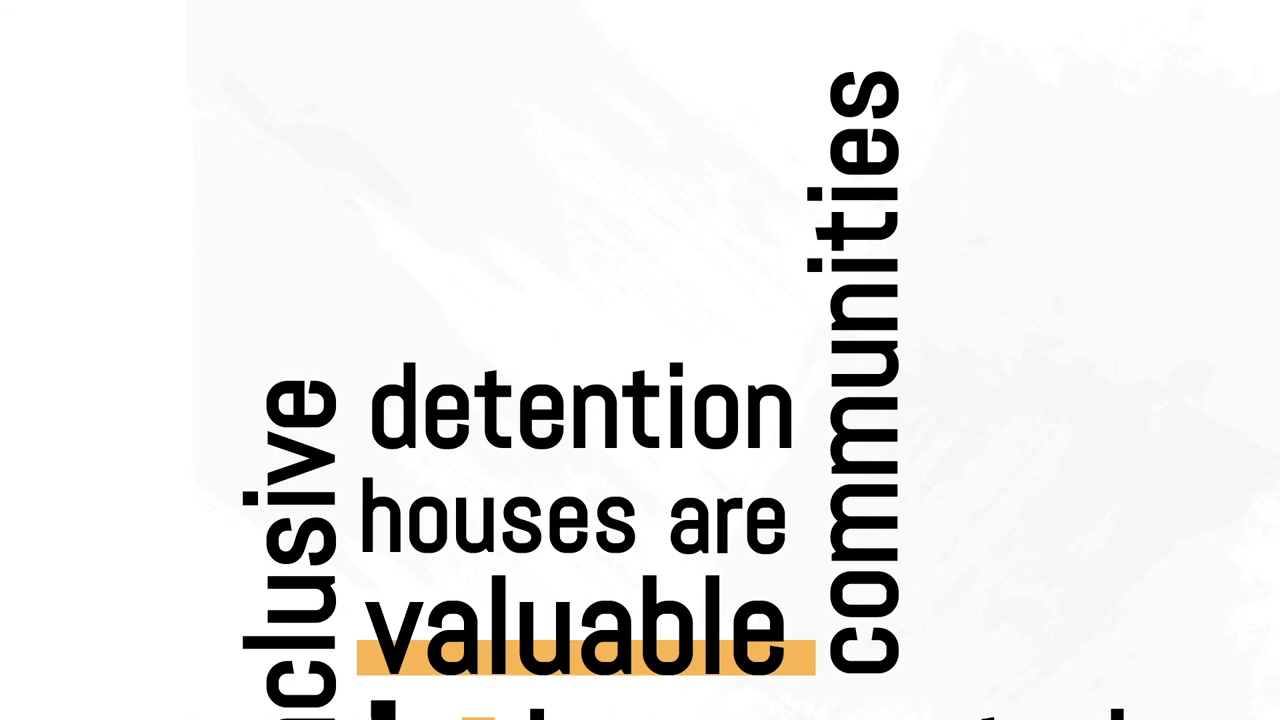 detention
houses are
valuable
communities